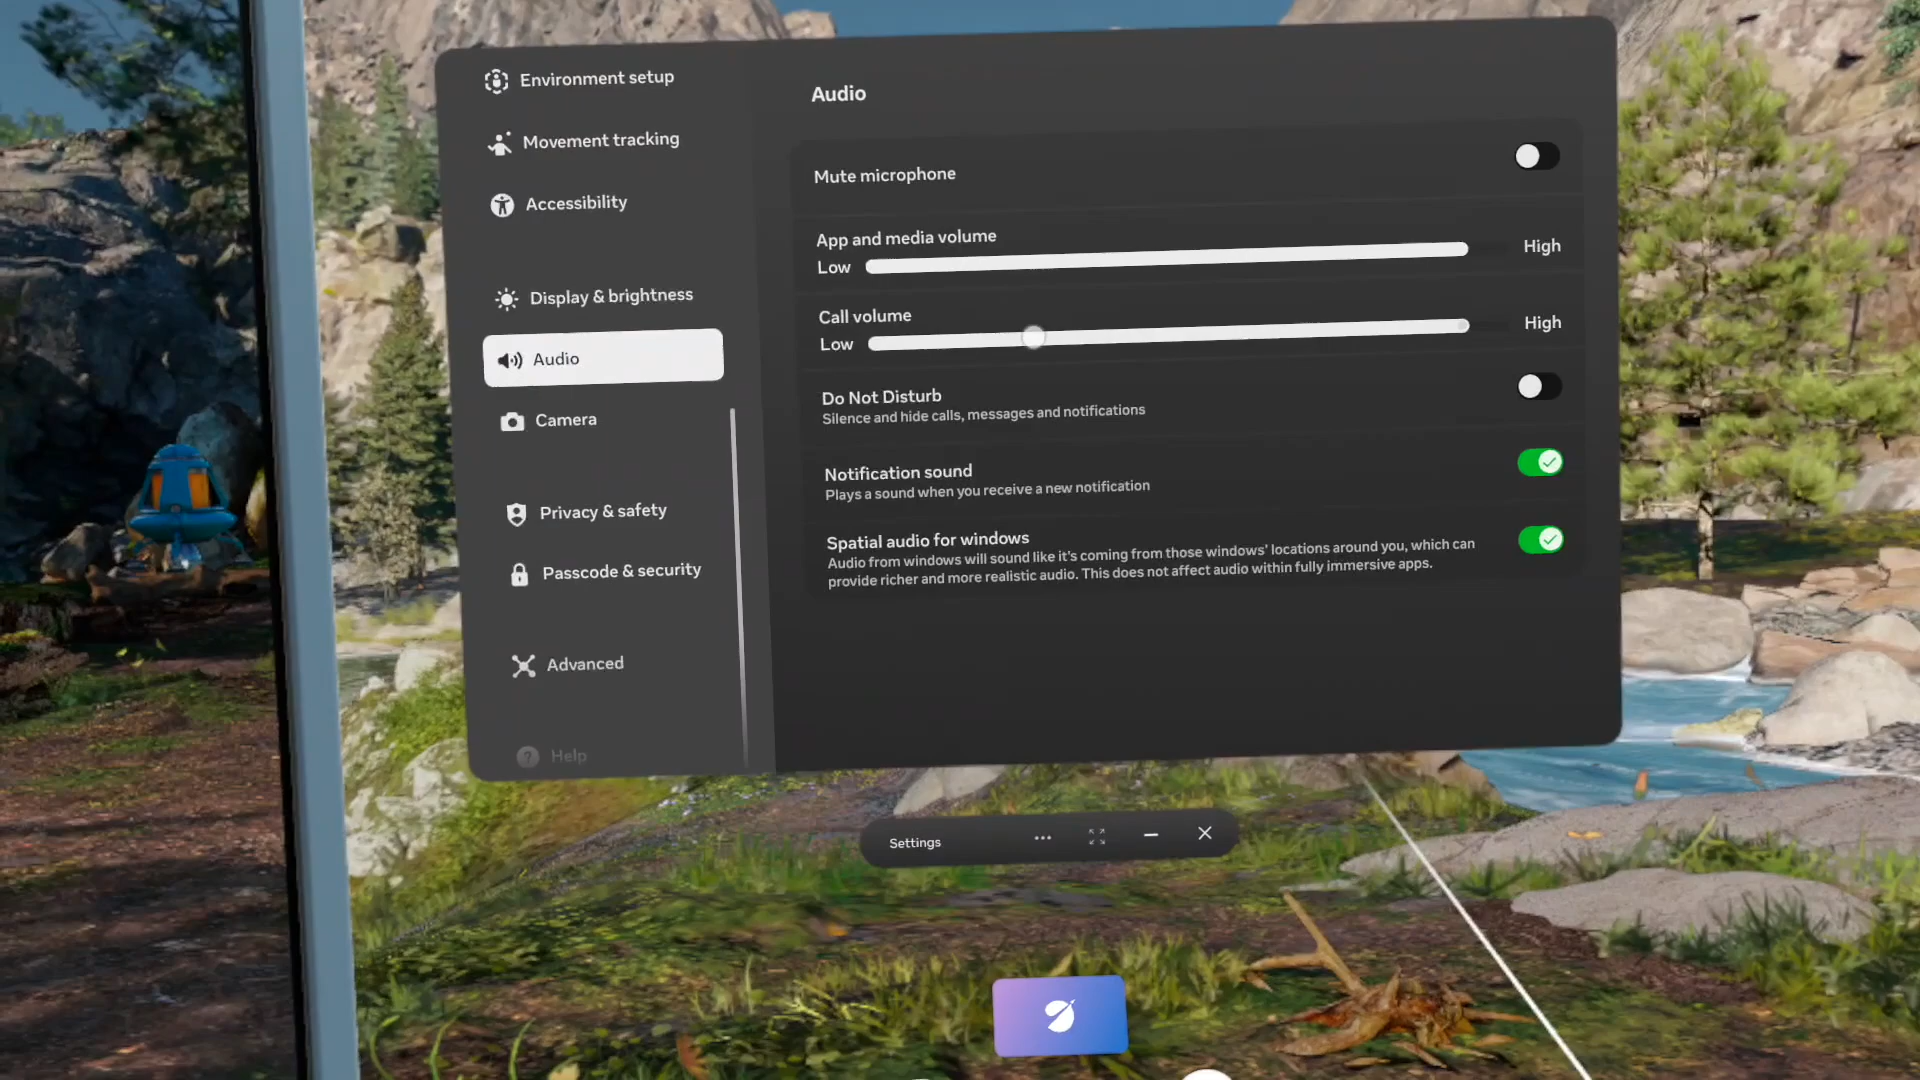 Environment setup
Movement tracking
Accessibility
Display & brightness
Audio
Camera
Privacy & safety
Passcode & security
Advanced
Help
Audio
Mute microphone
App and media volume
Low
High
Call volume
Low
High
Do Not Disturb
Silence and hide calls, messages and notifications
Notification sound
Plays a sound when you receive a new notification
Spatial audio for windows
Audio from windows will sound like it's coming from those windows' locations around you, which can
provide richer and more realistic audio. This does not affect audio within fully immersive apps.
Settings